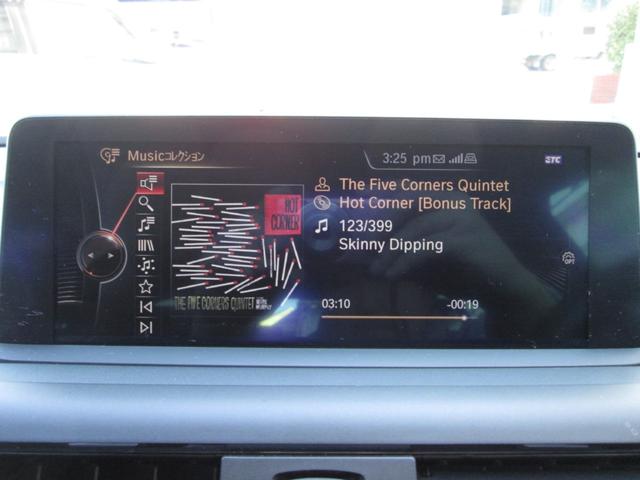 Musicコレクション
3:25 pm
ETC
The Five Corners Quintet
Hot Corner [Bonus Track]
123/399
Skinny Dipping
HOT
CORNER
THE FIVE CORNERS QUINTET
03:10 -00:19
OPT